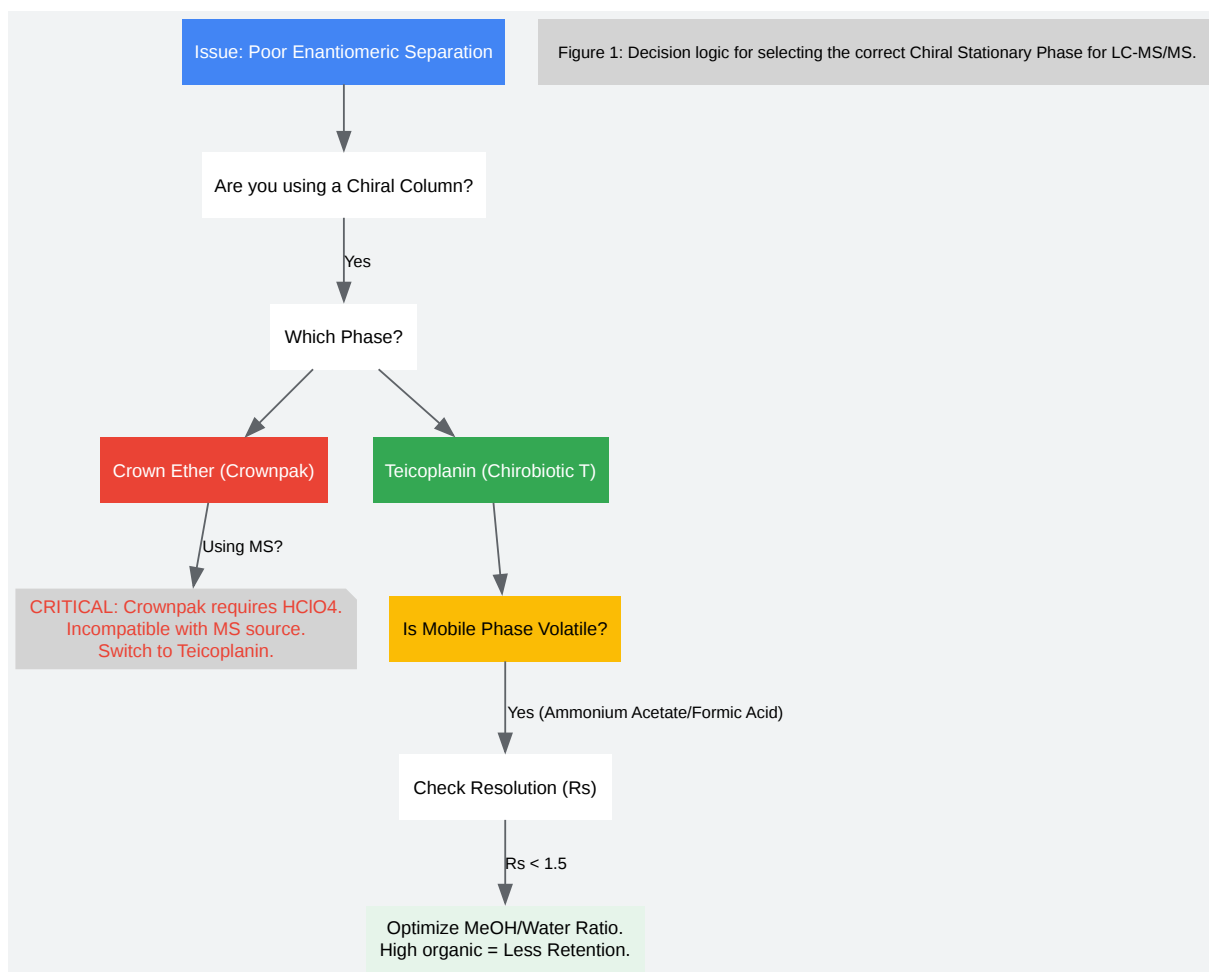 Issue: Poor Enantiomeric Separation
Figure 1: Decision logic for selecting the correct Chiral Stationary Phase for LC-MS/MS.
Are you using a Chiral Column?
Yes
Which Phase?
Crown Ether (Crownpak)
Teicoplanin (Chirobiotic T)
Using MS?
CRITICAL: Crownpak requires HClO4.
Incompatible with MS source.
Switch to Teicoplanin.
Is Mobile Phase Volatile?
Yes (Ammonium Acetate/Formic Acid)
Check Resolution (Rs)
Rs < 1.5
Optimize MeOH/Water Ratio.
High organic = Less Retention.